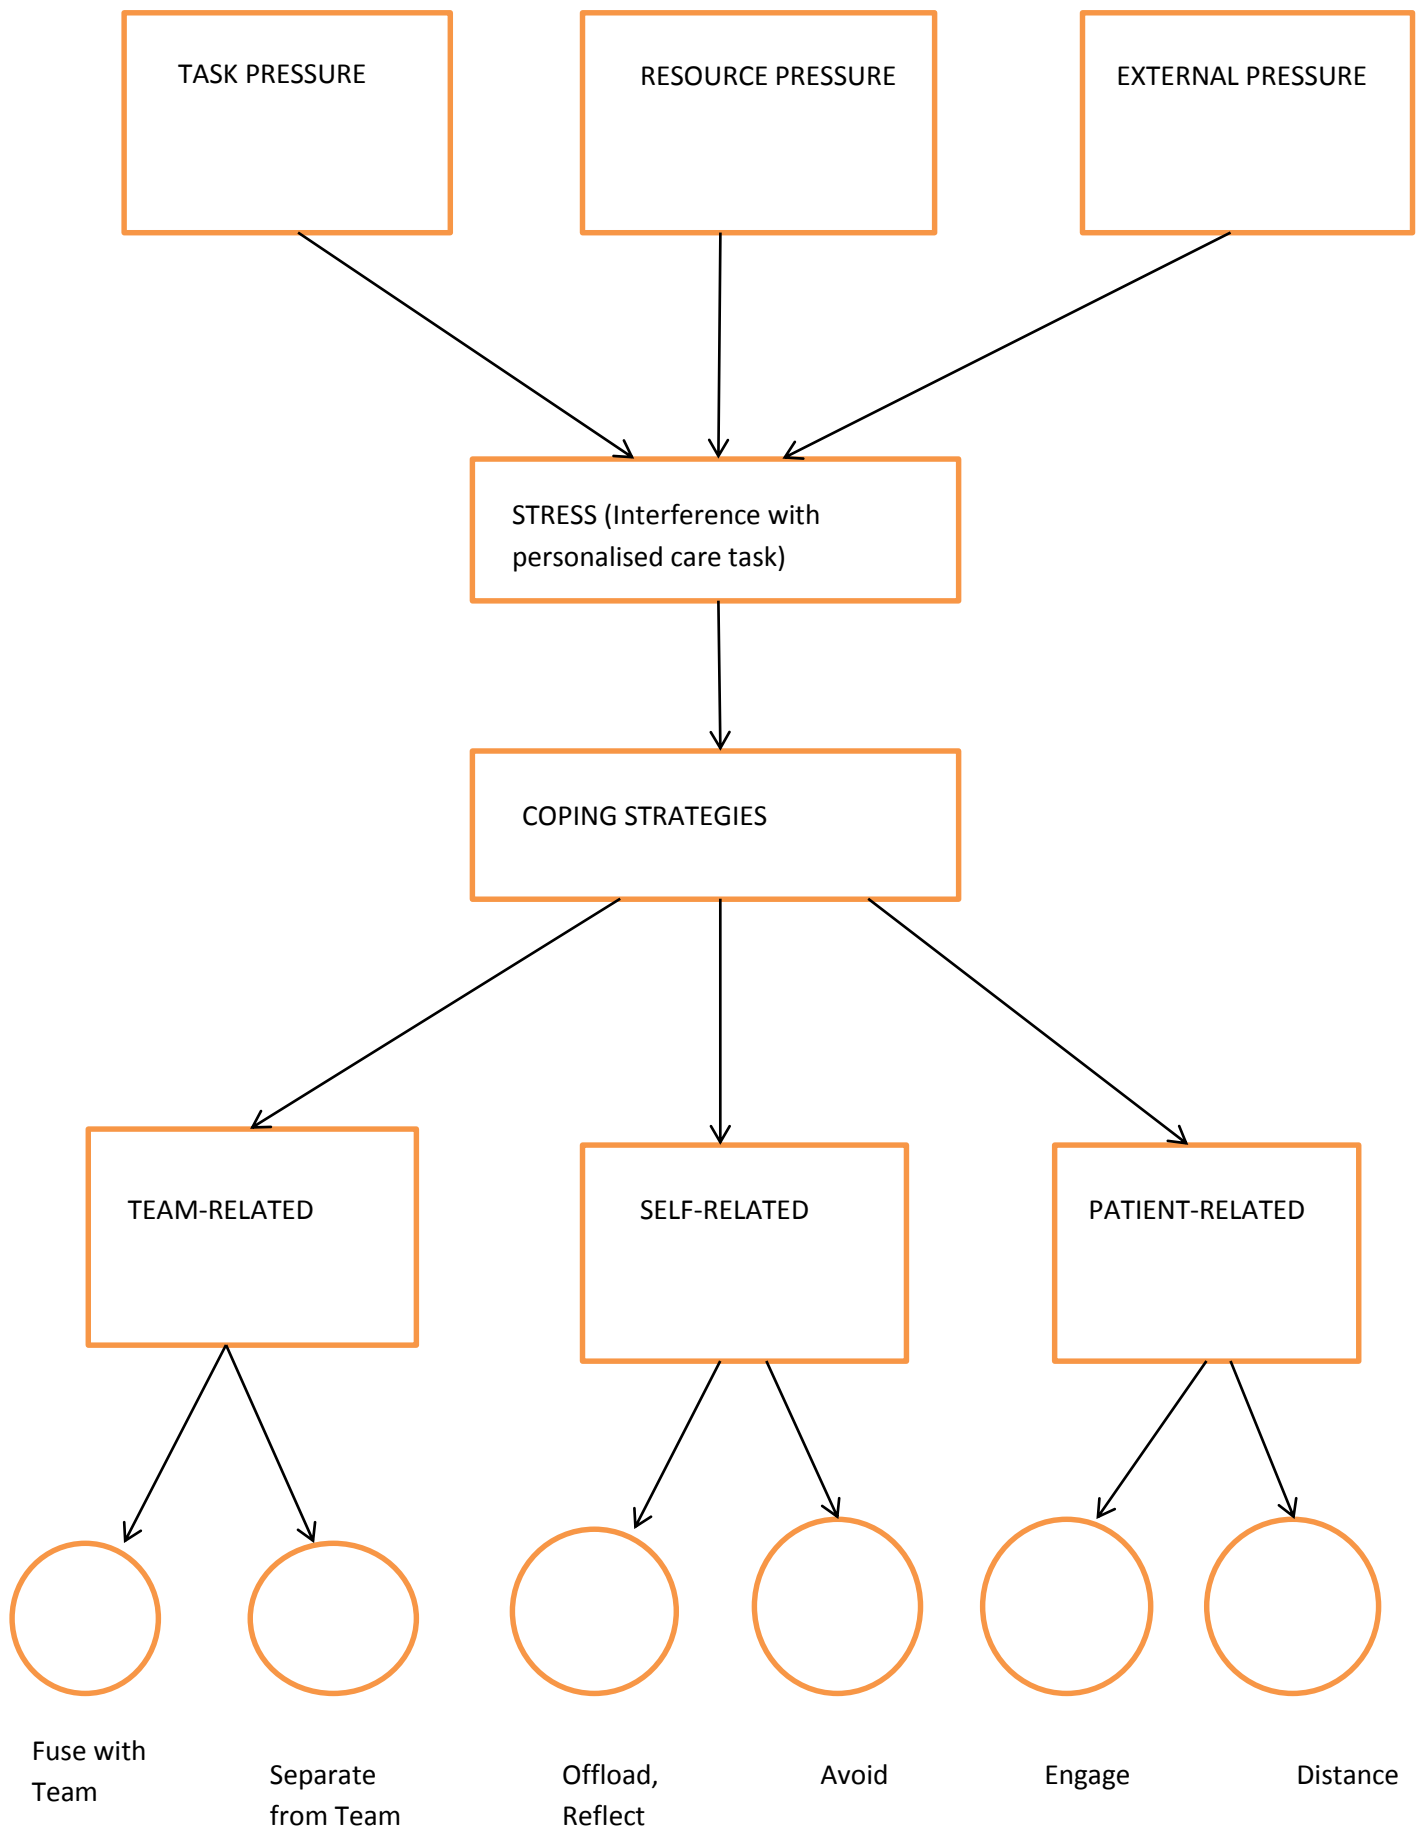 TASK PRESSURE
RESOURCE PRESSURE
EXTERNAL PRESSURE
STRESS (Interference with
personalised care task)
COPING STRATEGIES
TEAM-RELATED
SELF-RELATED
PATIENT-RELATED
Fuse with
Team
Separate
from Team
Offload,
Reflect
Avoid
Engage
Distance